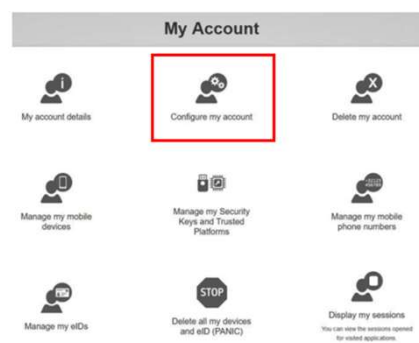 My Account
My account details
Configure my account
Delete my account
Manage my mobile
devices
Manage my Security
Keys and Trusted
Platforms
Manage my mobile
phone numbers
Manage my eIDs
STOP
Delete all my devices
and eID (PANIC)
Display my sessions
You can view the sessions opened
for visited applications.